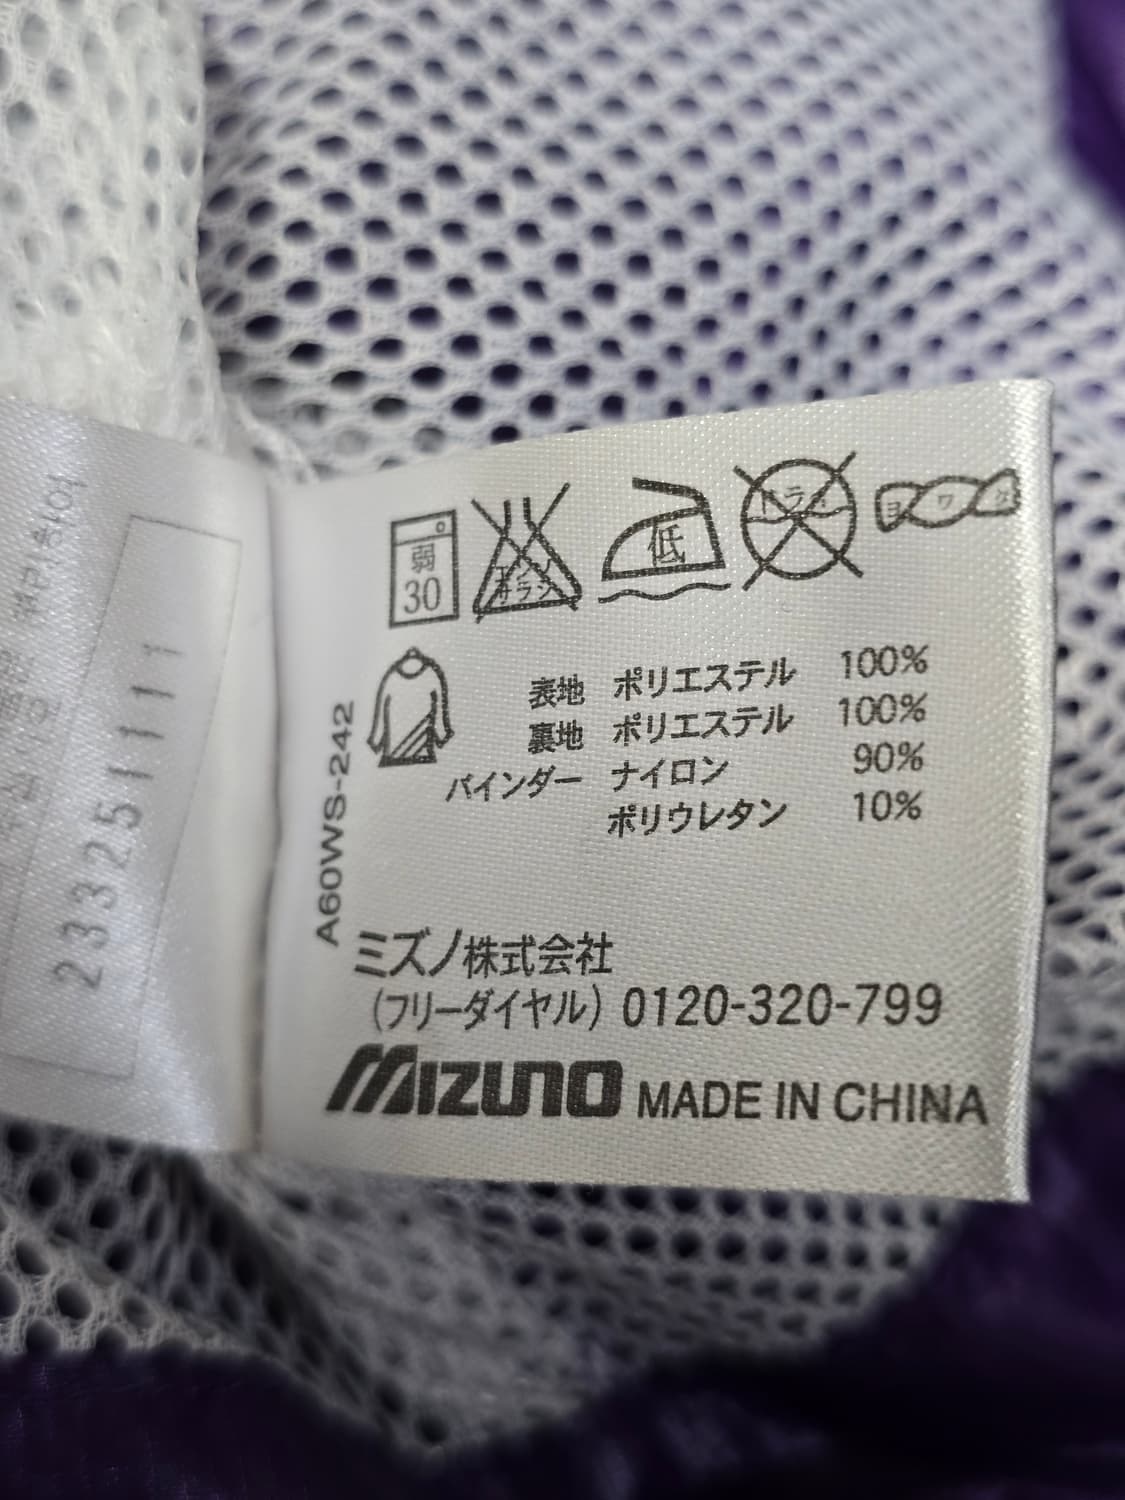 弱
30
エンソ
サラシ
低
ドライ
ヨワク
表地 ポリエステル 100%
裏地 ポリエステル 100%
バインダー ナイロン 90%
ポリウレタン 10%
A60WS-242
ミズノ株式会社
(フリーダイヤル) 0120-320-799
MIZUNO MADE IN CHINA
233251111